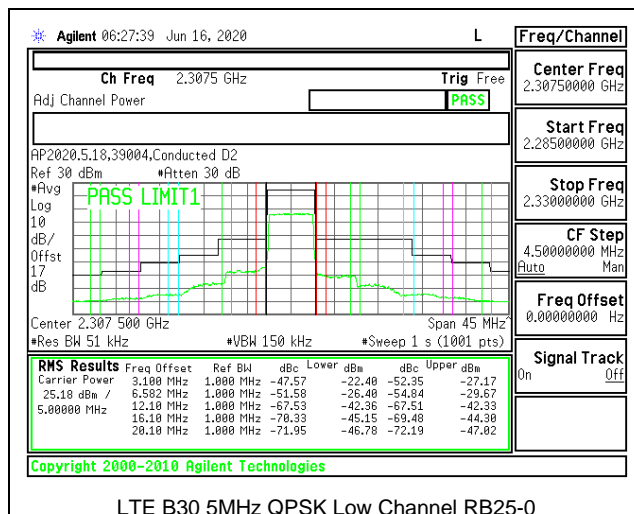 Agilent 06:27:39 Jun 16, 2020 L Freq/Channel
Ch Freq 2.3075 GHz Trig Free
Adj Channel Power PASS
AP2020.5.18,39004,Conducted D2
Ref 30 dBm #Atten 30 dB
#Avg
Log
10
dB/
Offst
17
dB
PASS LIMIT1
Center 2.307 500 GHz Span 45 MHz^
#Res BW 51 kHz #VBW 150 kHz #Sweep 1 s (1001 pts)
RMS Results Freq Offset Ref BW dBc Lower dBm dBc Upper dBm
Carrier Power 3.100 MHz 1.000 MHz -47.57 -22.40 -52.35 -27.17
25.18 dBm / 6.582 MHz 1.000 MHz -51.58 -26.40 -54.84 -29.67
5.00000 MHz 12.10 MHz 1.000 MHz -67.53 -42.36 -67.51 -42.33
16.10 MHz 1.000 MHz -70.33 -45.15 -69.48 -44.30
20.10 MHz 1.000 MHz -71.95 -46.78 -72.19 -47.02
Copyright 2000-2010 Agilent Technologies
Center Freq
2.30750000 GHz
Start Freq
2.28500000 GHz
Stop Freq
2.33000000 GHz
CF Step
4.50000000 MHz
Auto Man
Freq Offset
0.00000000 Hz
Signal Track
On Off
LTE B30 5MHz QPSK Low Channel RB25-0